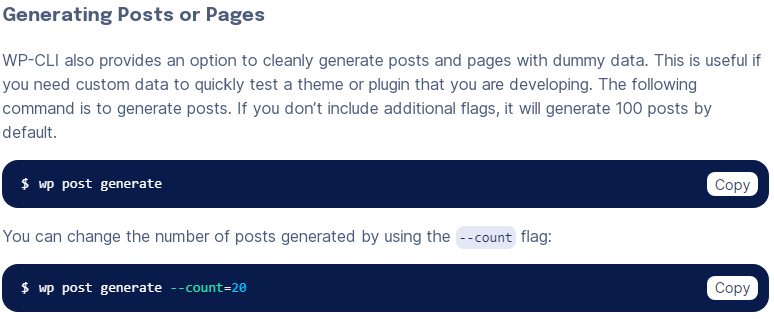 Generating Posts or Pages
WP-CLI also provides an option to cleanly generate posts and pages with dummy data. This is useful if
you need custom data to quickly test a theme or plugin that you are developing. The following
command is to generate posts. If you don’t include additional flags, it will generate 100 posts by
default.
$ wp post generate Copy
You can change the number of posts generated by using the --count flag:
$ wp post generate --count=20 Copy